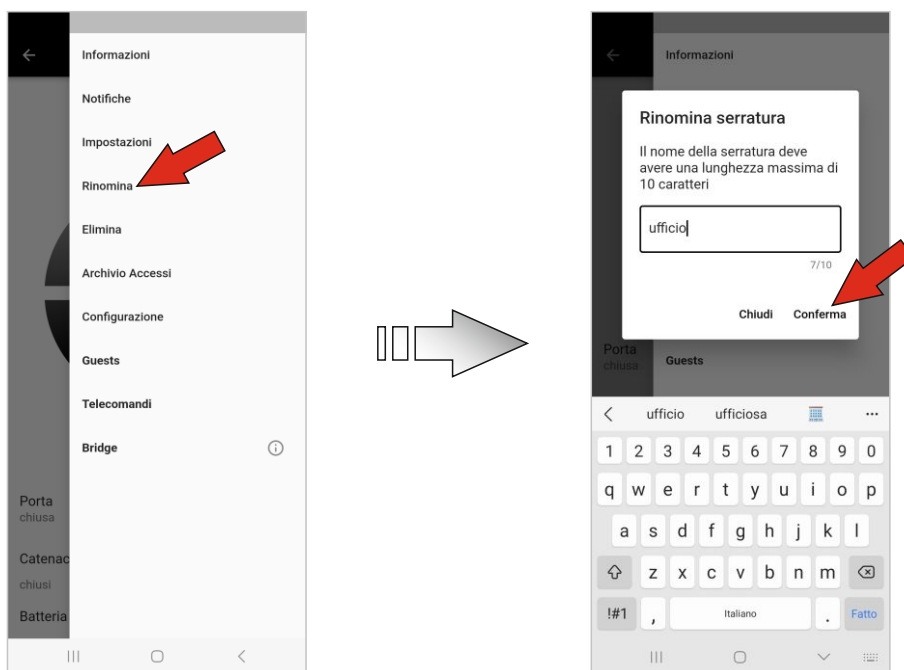 Informazioni
Notifiche
Impostazioni
Rinomina
Elimina
Archivio Accessi
Configurazione
Guests
Telecomandi
Bridge
Porta
chiusa
Catenac
chiusi
Batteria
Informazioni
Rinomina serratura
Il nome della serratura deve
avere una lunghezza massima di
10 caratteri
ufficio
7/10
Chiudi Conferma
Porta
chiusa
Guests
ufficio ufficiosa
1 2 3 4 5 6 7 8 9 0
q w e r t y u i o p
a s d f g h j k l
z x c v b n m
!#1 , Italiano . Fatto